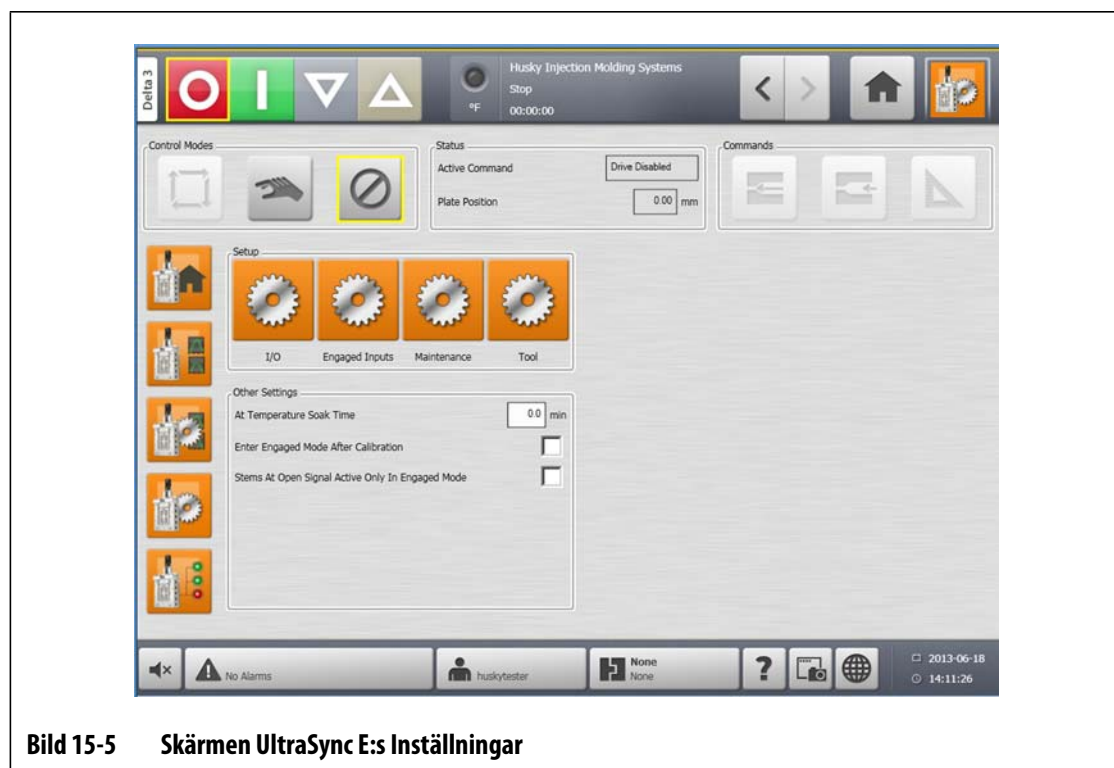 Delta 3
Husky Injection Molding Systems
Stop
°F
00:00:00
Control Modes
Status
Active Command
Drive Disabled
Plate Position
0.00 mm
Commands
Setup
I/O
Engaged Inputs
Maintenance
Tool
Other Settings
At Temperature Soak Time
0.0 min
Enter Engaged Mode After Calibration
Stems At Open Signal Active Only In Engaged Mode
No Alarms
huskytester
None
None
?
2013-06-18
14:11:26
Bild 15-5 Skärmen UltraSync E:s Inställningar